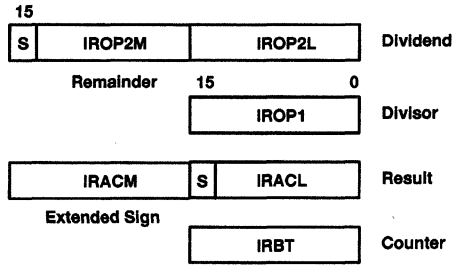 15
S IROP2M IROP2L Dividend
Remainder 15 0
IROP1 Divisor
IRACM S IRACL Result
Extended Sign
IRBT Counter